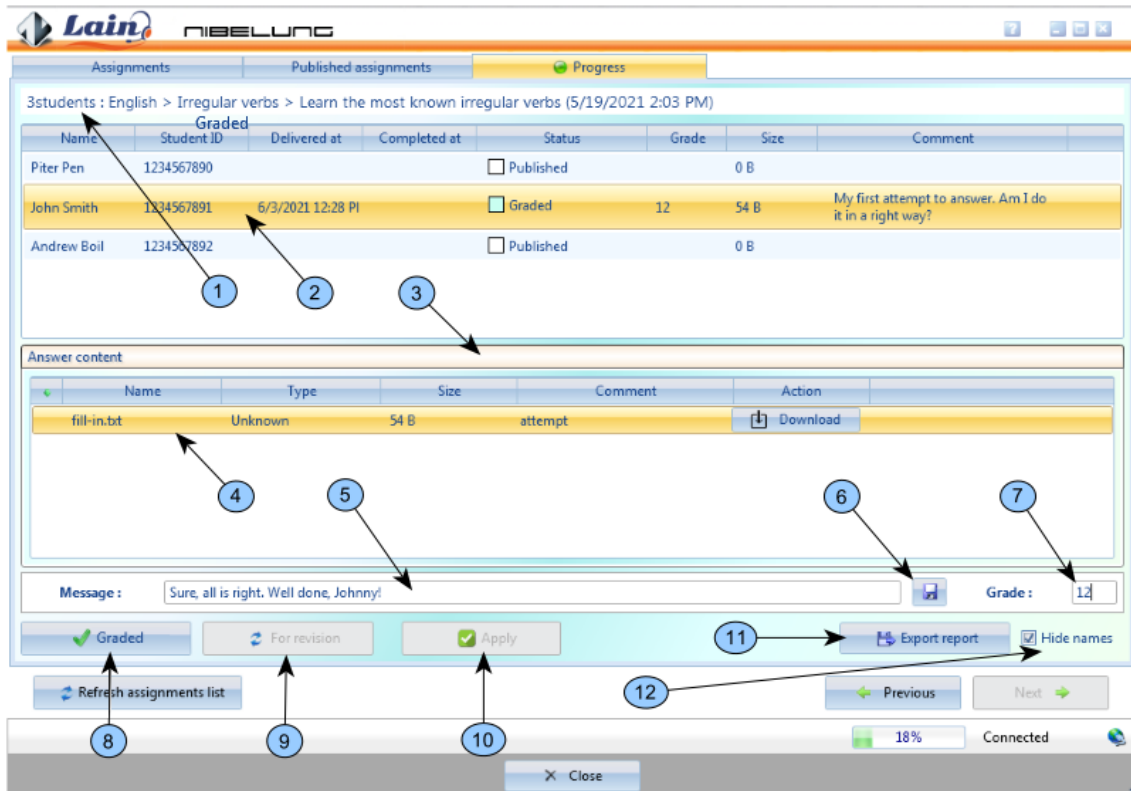 Lain NIBELUNG ?
Assignments Published assignments Progress
3students : English > Irregular verbs > Learn the most known irregular verbs (5/19/2021 2:03 PM)
Graded
Name Student ID Delivered at Completed at Status Grade Size Comment
Piter Pen 1234567890 Published 0 B
John Smith 1234567891 6/3/2021 12:28 PI Graded 12 54 B My first attempt to answer. Am I do
it in a right way?
Andrew Boil 1234567892 Published 0 B
1 2 3
Answer content
Name Type Size Comment Action
fill-in.txt Unknown 54 B attempt Download
4 5 6 7
Message : Sure, all is right. Well done, Johnny! Grade : 12
Graded For revision Apply 11 Export report Hide names
Refresh assignments list 12 Previous Next
8 9 10 18% Connected
X Close